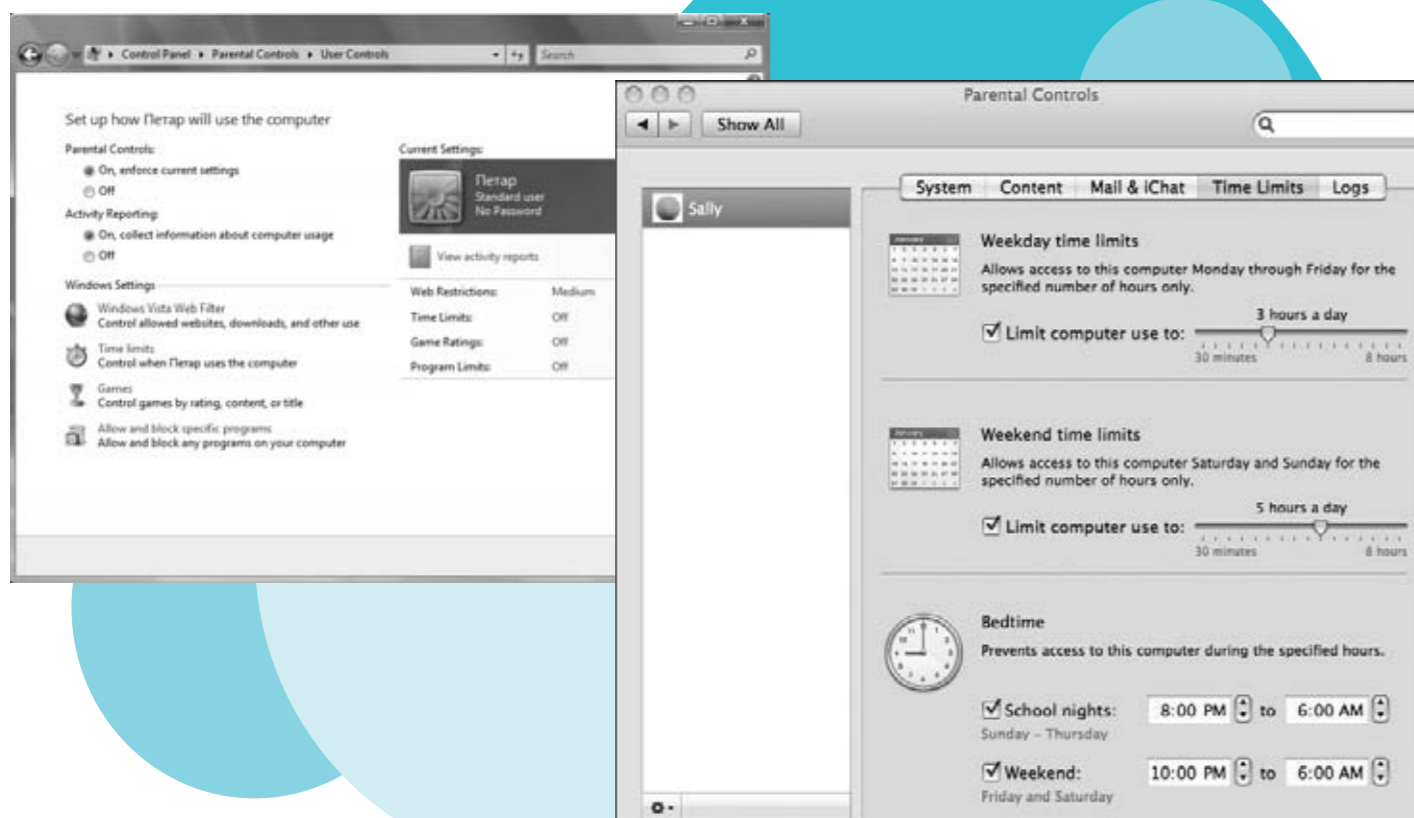 Control Panel ▸ Parental Controls ▸ User Controls
Search
Set up how Петар will use the computer
Parental Controls:
On, enforce current settings
Off
Activity Reporting:
On, collect information about computer usage
Off
Windows Settings
Windows Vista Web Filter
Control allowed websites, downloads, and other use
Time limits
Control when Петар uses the computer
Games
Control games by rating, content, or title
Allow and block specific programs
Allow and block any programs on your computer
Current Settings:
Петар
Standard user
No Password
View activity reports
Web Restrictions: Medium
Time Limits: Off
Game Ratings: Off
Program Limits: Off
Parental Controls
Show All
Sally
System Content Mail & iChat Time Limits Logs
Weekday time limits
Allows access to this computer Monday through Friday for the
specified number of hours only.
3 hours a day
Limit computer use to:
30 minutes 8 hours
Weekend time limits
Allows access to this computer Saturday and Sunday for the
specified number of hours only.
5 hours a day
Limit computer use to:
30 minutes 8 hours
Bedtime
Prevents access to this computer during the specified hours.
School nights: 8:00 PM to 6:00 AM
Sunday – Thursday
Weekend: 10:00 PM to 6:00 AM
Friday and Saturday